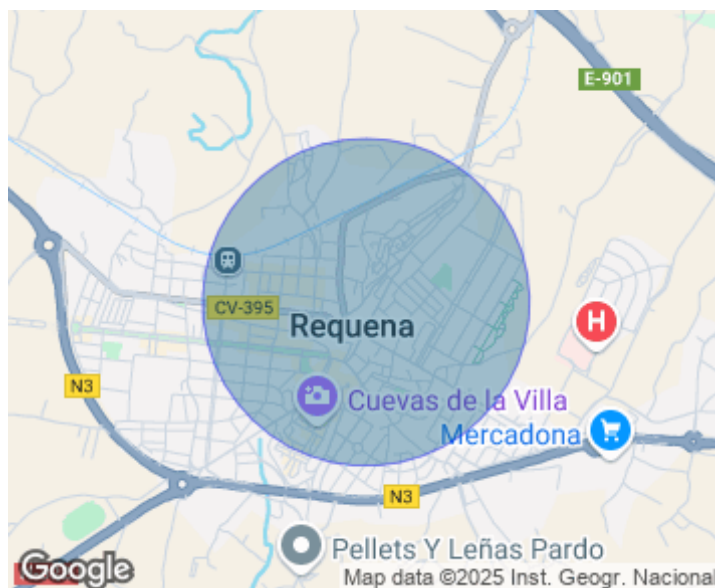 E-901
CV-395
Requena
H
N3
Cuevas de la Villa
Mercadona
N3
Pellets Y Leñas Pardo
Google
Map data ©2025 Inst. Geogr. Nacional